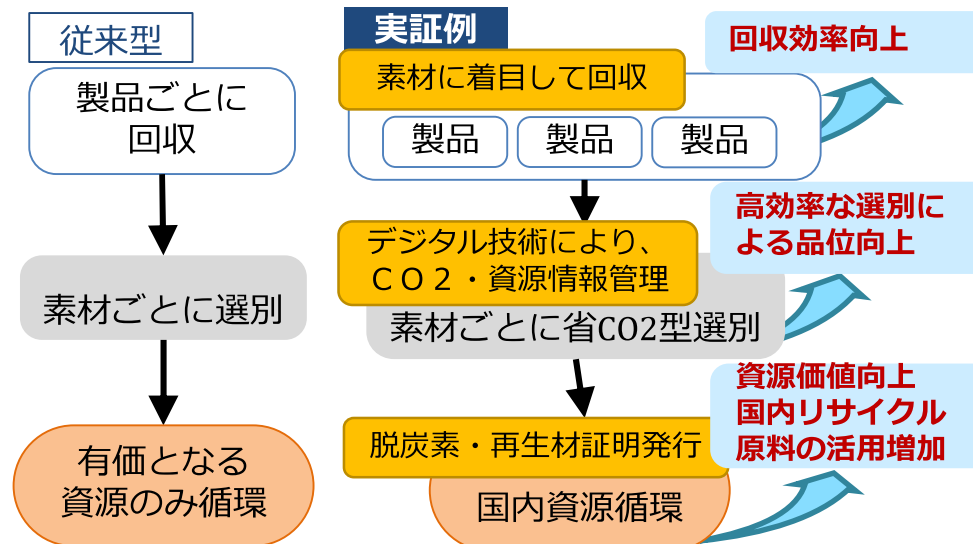 従来型
製品ごとに
回収
素材ごとに選別
有価となる
資源のみ循環
実証例
素材に着目して回収
製品
製品
製品
回収効率向上
デジタル技術により、
ＣＯ２・資源情報管理
素材ごとに省CO2型選別
高効率な選別に
よる品位向上
脱炭素・再生材証明発行
国内資源循環
資源価値向上
国内リサイクル
原料の活用増加